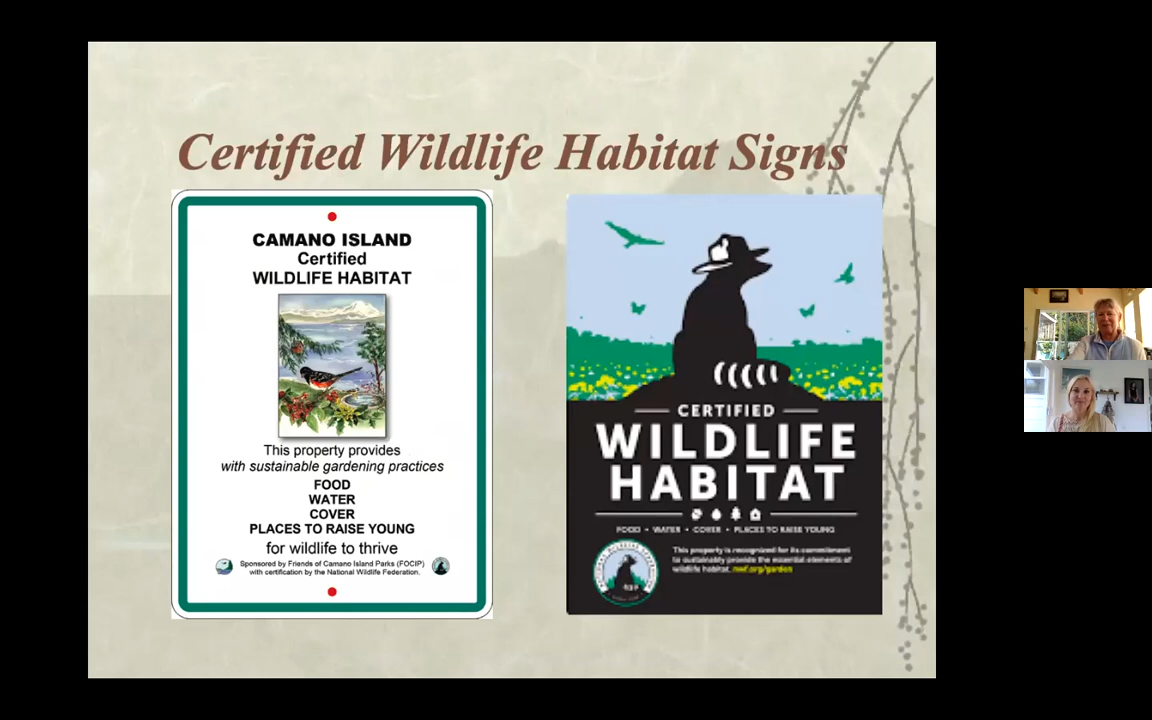 Certified Wildlife Habitat Signs
CAMANO ISLAND
Certified
WILDLIFE HABITAT
This property provides
with sustainable gardening practices
FOOD
WATER
COVER
PLACES TO RAISE YOUNG
for wildlife to thrive
Sponsored by Friends of Camano Island Parks (FOCIP)
with certification by the National Wildlife Federation.
CERTIFIED
WILDLIFE
HABITAT
FOOD • WATER • COVER • PLACES TO RAISE YOUNG
This property is recognized for its commitment
to sustainably provide the essential elements of
wildlife habitat. nwf.org/garden